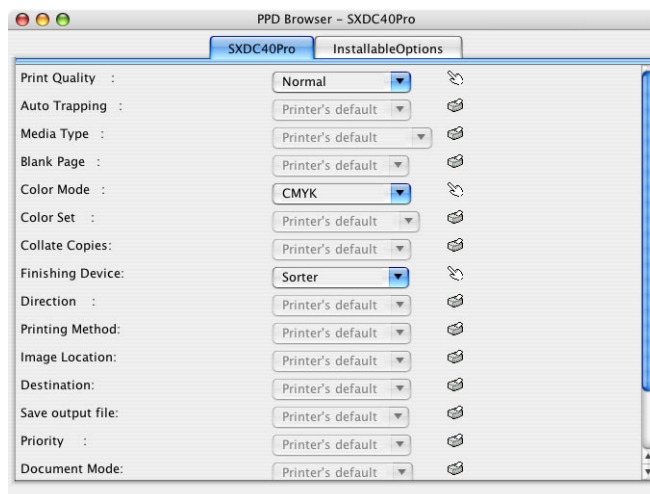 PPD Browser – SXDC40Pro
SXDC40Pro InstallableOptions
Print Quality : Normal
Auto Trapping : Printer's default
Media Type : Printer's default
Blank Page : Printer's default
Color Mode : CMYK
Color Set : Printer's default
Collate Copies: Printer's default
Finishing Device: Sorter
Direction : Printer's default
Printing Method: Printer's default
Image Location: Printer's default
Destination: Printer's default
Save output file: Printer's default
Priority : Printer's default
Document Mode: Printer's default